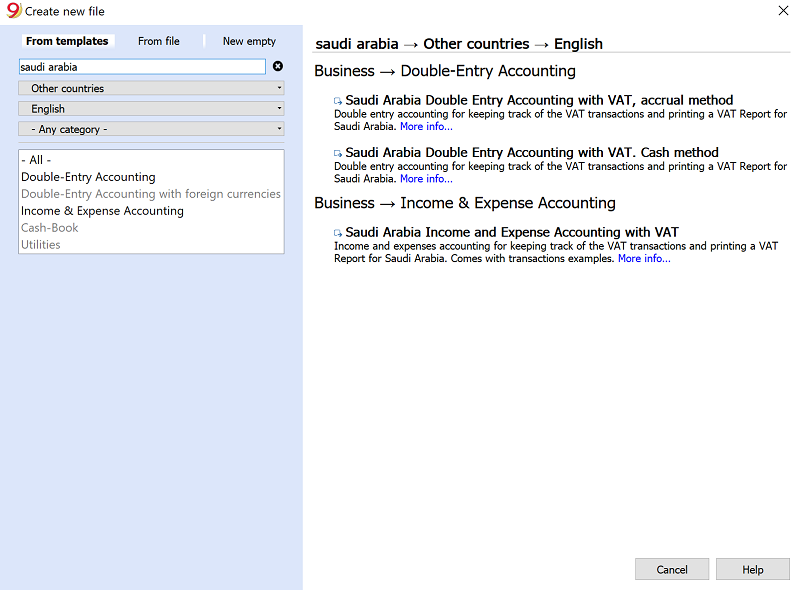 9 Create new file
From templates
From file
New empty
saudi arabia
Other countries
English
- Any category -
- All -
Double-Entry Accounting
Double-Entry Accounting with foreign currencies
Income & Expense Accounting
Cash-Book
Utilities
saudi arabia → Other countries → English
Business → Double-Entry Accounting
Saudi Arabia Double Entry Accounting with VAT, accrual method
Double entry accounting for keeping track of the VAT transactions and printing a VAT Report for
Saudi Arabia. More info...
Saudi Arabia Double Entry Accounting with VAT. Cash method
Double entry accounting for keeping track of the VAT transactions and printing a VAT Report for
Saudi Arabia. More info...
Business → Income & Expense Accounting
Saudi Arabia Income and Expense Accounting with VAT
Income and expenses accounting for keeping track of the VAT transactions and printing a VAT
Report for Saudi Arabia. Comes with transactions examples. More info...
Cancel
Help